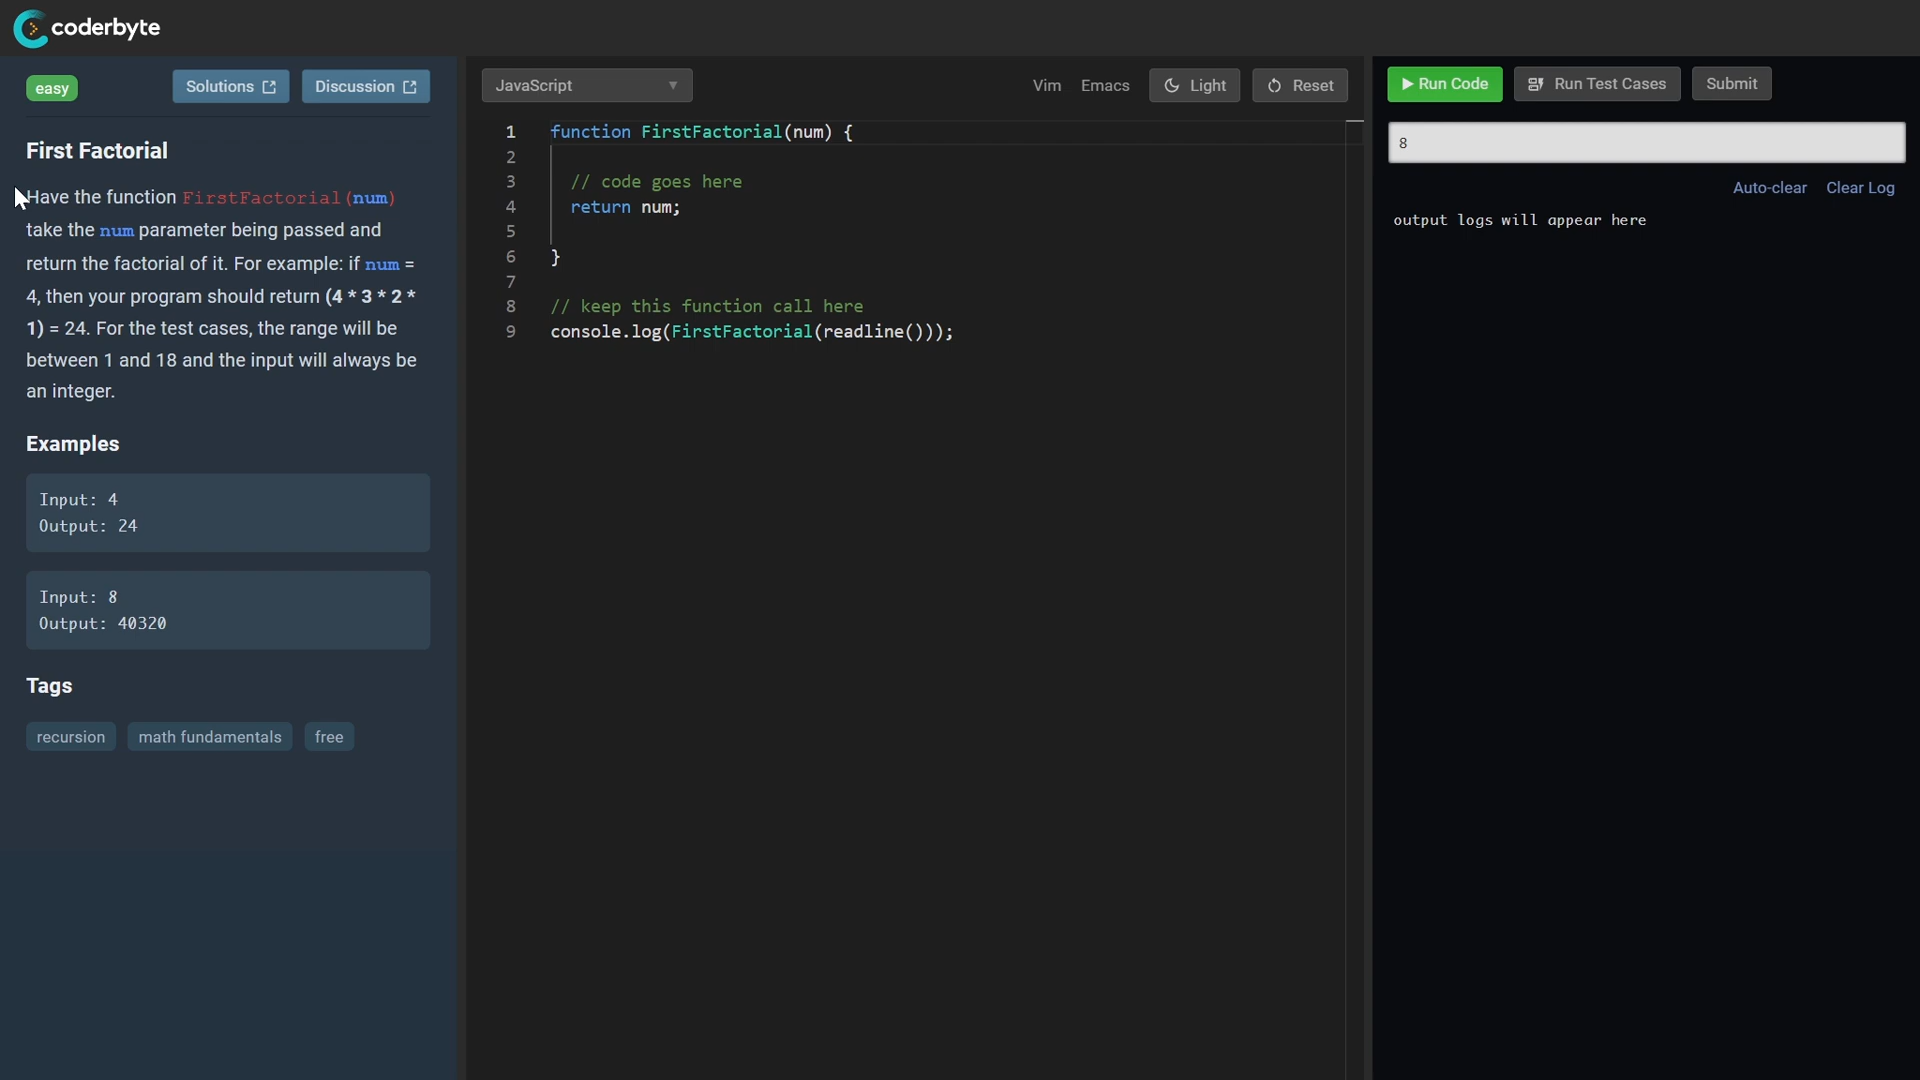 coderbyte
easy
Solutions
Discussion
First Factorial
Have the function FirstFactorial(num)
take the num parameter being passed and
return the factorial of it. For example: if num =
4, then your program should return (4 * 3 * 2 *
1) = 24. For the test cases, the range will be
between 1 and 18 and the input will always be
an integer.
Examples
Input: 4
Output: 24
Input: 8
Output: 40320
Tags
recursion
math fundamentals
free
JavaScript
Vim
Emacs
Light
Reset
1 function FirstFactorial(num) {
2
3 // code goes here
4 return num;
5
6 }
7
8 // keep this function call here
9 console.log(FirstFactorial(readline()));
Run Code
Run Test Cases
Submit
8
Auto-clear
Clear Log
output logs will appear here